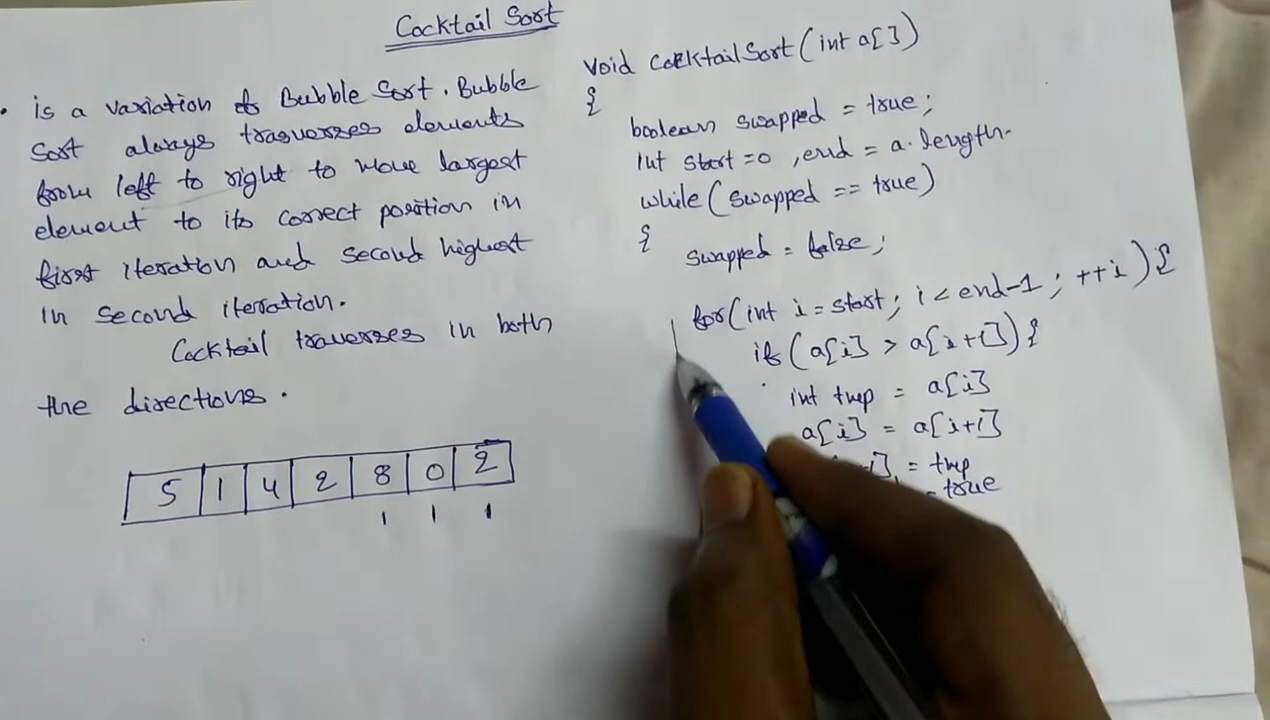 Cocktail Sort
• is a variation of Bubble Sort. Bubble
Sort always trasverses elements
from left to right to move largest
element to its correct position in
first iteration and second highest
in second iteration.
Cocktail traverses in both
the directions.
5 1 4 2 8 0 2
void CocktailSort(int a[])
{
boolean swapped = true;
int start=0, end = a.length
while(swapped == true)
{
swapped = false;
for(int i=start; i<end-1; ++i){
if(a[i] > a[i+1]){
int tmp = a[i]
a[i] = a[i+1]
] = tmp
= true